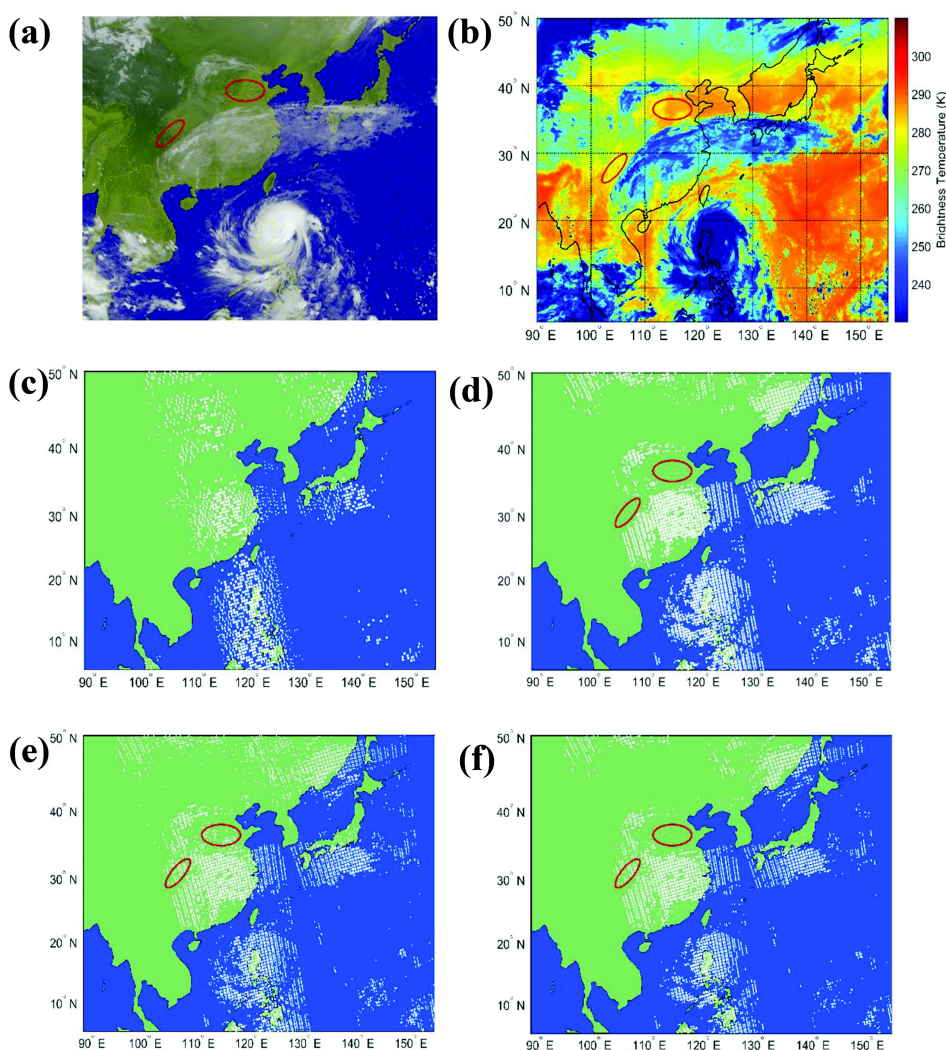 (a)
(b)
50° N
40° N
30° N
20° N
10° N
90° E
100° E
110° E
120° E
130° E
140° E
150° E
300
290
280
270
260
250
240
Brightness Temperature (K)
(c)
50° N
40° N
30° N
20° N
10° N
90° E
100° E
110° E
120° E
130° E
140° E
150° E
(d)
50° N
40° N
30° N
20° N
10° N
90° E
100° E
110° E
120° E
130° E
140° E
150° E
(e)
50° N
40° N
30° N
20° N
10° N
90° E
100° E
110° E
120° E
130° E
140° E
150° E
(f)
50° N
40° N
30° N
20° N
10° N
90° E
100° E
110° E
120° E
130° E
140° E
150° E